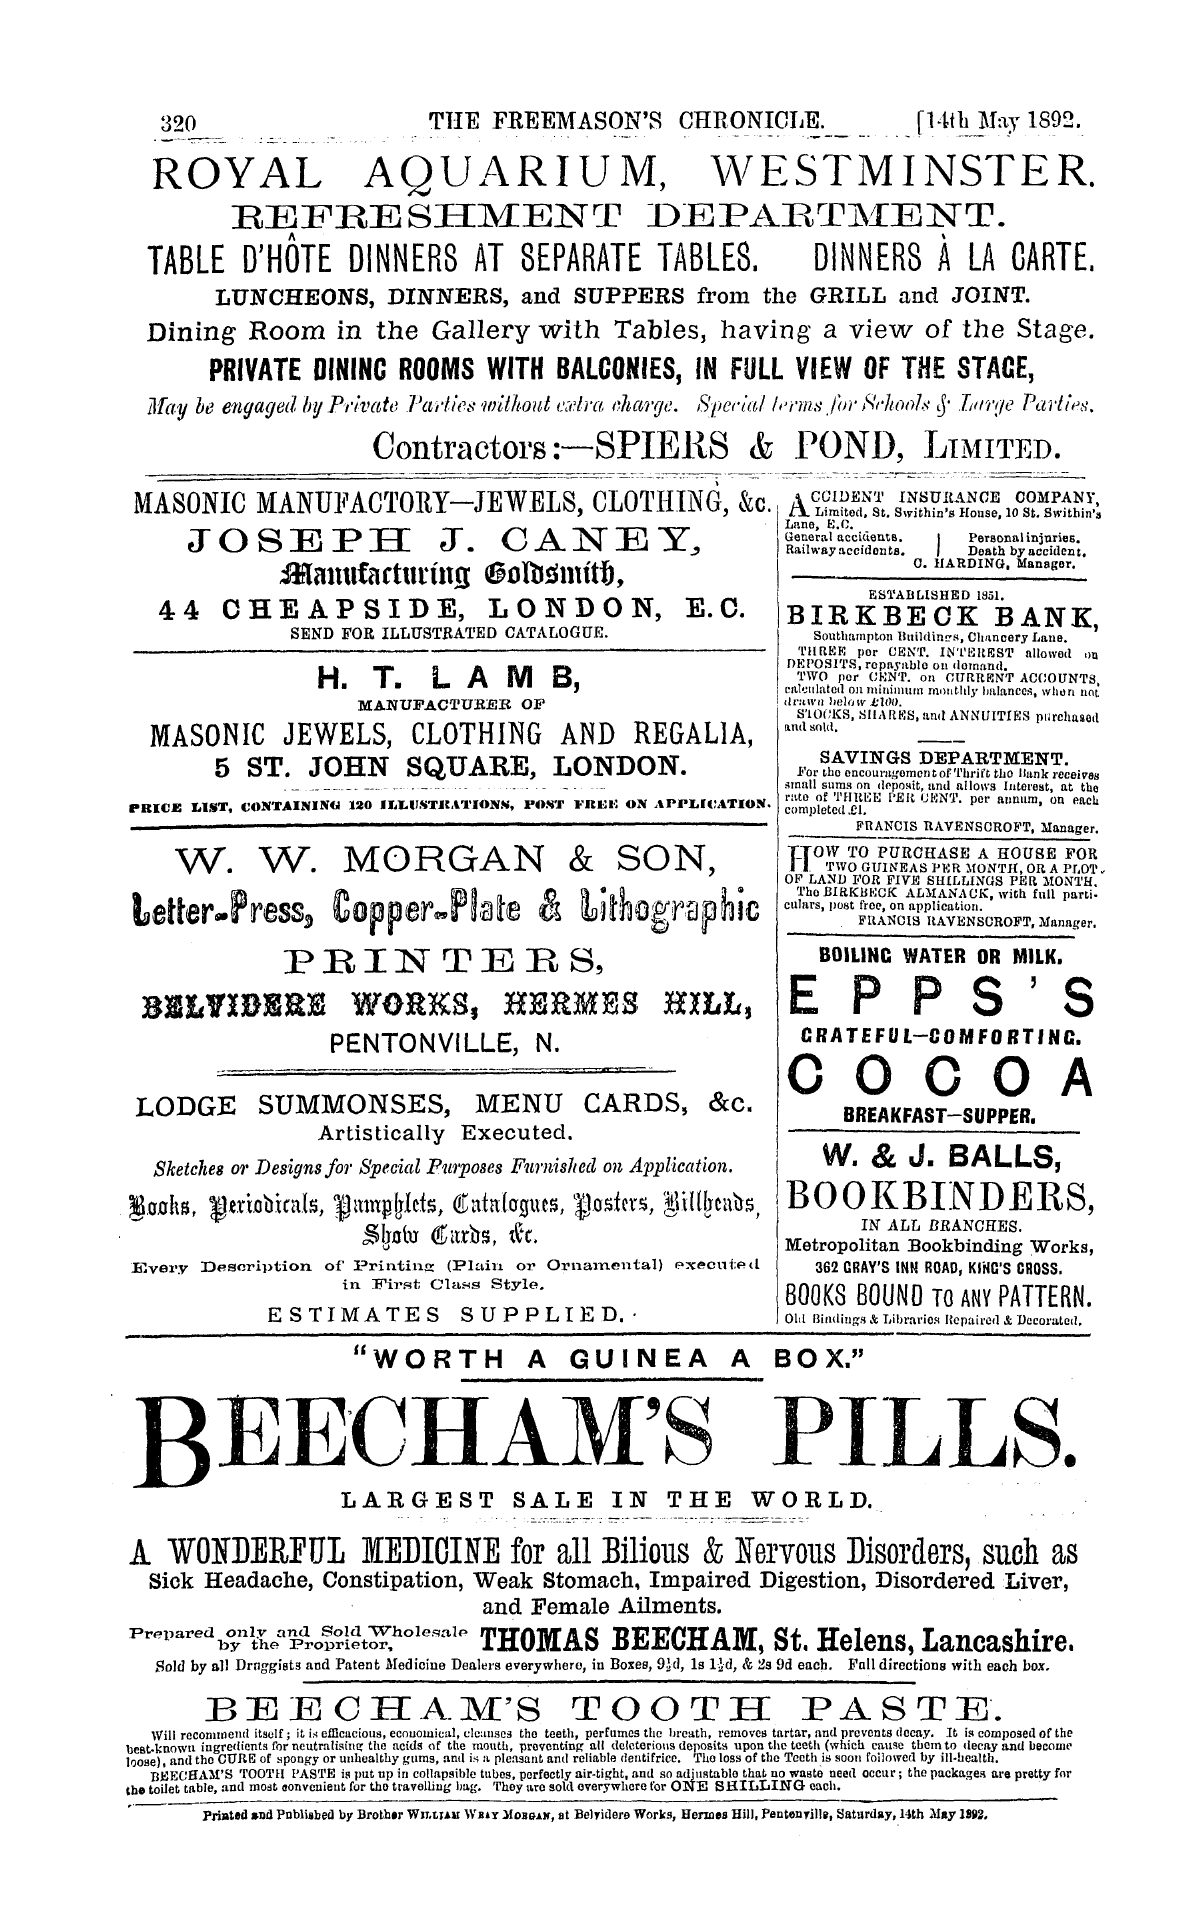 320 THE FREEMASON'S CHRONICLE. [14th May 1892.
ROYAL AQUARIUM, WESTMINSTER.
REFRESHMENT DEPARTMENT.
TABLE D'HÔTE DINNERS AT SEPARATE TABLES. DINNERS À LA CARTE.
LUNCHEONS, DINNERS, and SUPPERS from the GRILL and JOINT.
Dining Room in the Gallery with Tables, having a view of the Stage.
PRIVATE DINING ROOMS WITH BALCONIES, IN FULL VIEW OF THE STAGE,
May be engaged by Private Parties without extra charge. Special terms for Schools & Large Parties.
Contractors:—SPIERS & POND, LIMITED.
MASONIC MANUFACTORY—JEWELS, CLOTHING, &c.
JOSEPH J. CANEY,
Manufacturing Goldsmith,
44 CHEAPSIDE, LONDON, E.C.
SEND FOR ILLUSTRATED CATALOGUE.
H. T. LAMB,
MANUFACTURER OF
MASONIC JEWELS, CLOTHING AND REGALIA,
5 ST. JOHN SQUARE, LONDON.
PRICE LIST, CONTAINING 120 ILLUSTRATIONS, POST FREE ON APPLICATION.
W. W. MORGAN & SON,
Letter-Press, Copper-Plate & Lithographic
PRINTERS,
BELVIDERE WORKS, HERMES HILL,
PENTONVILLE, N.
LODGE SUMMONSES, MENU CARDS, &c.
Artistically Executed.
Sketches or Designs for Special Purposes Furnished on Application.
Books, Periodicals, Pamphlets, Catalogues, Posters, Billheads,
Show Cards, &c.
Every Description of Printing (Plain or Ornamental) executed
in First Class Style.
ESTIMATES SUPPLIED.
ACCIDENT INSURANCE COMPANY,
Limited, St. Swithin's House, 10 St. Swithin's
Lane, E.C.
General accidents. | Personal injuries.
Railway accidents. | Death by accident.
C. HARDING, Manager.
ESTABLISHED 1851.
BIRKBECK BANK,
Southampton Buildings, Chancery Lane.
THREE per CENT. INTEREST allowed on
DEPOSITS, repayable on demand.
TWO per CENT. on CURRENT ACCOUNTS,
calculated on minimum monthly balances, when not
drawn below £100.
STOCKS, SHARES, and ANNUITIES purchased
and sold.
SAVINGS DEPARTMENT.
For the encouragement of Thrift the Bank receives
small sums on deposit, and allows Interest, at the
rate of THREE PER CENT. per annum, on each
completed £1.
FRANCIS RAVENSCROFT, Manager.
HOW TO PURCHASE A HOUSE FOR
TWO GUINEAS PER MONTH, OR A PLOT
OF LAND FOR FIVE SHILLINGS PER MONTH.
The BIRKBECK ALMANACK, with full parti-
culars, post free, on application.
FRANCIS RAVENSCROFT, Manager.
BOILING WATER OR MILK.
EPPS'S
GRATEFUL—COMFORTING.
COCOA
BREAKFAST—SUPPER.
W. & J. BALLS,
BOOKBINDERS,
IN ALL BRANCHES.
Metropolitan Bookbinding Works,
362 GRAY'S INN ROAD, KING'S CROSS.
BOOKS BOUND TO ANY PATTERN.
Old Bindings & Libraries Repaired & Decorated.
"WORTH A GUINEA A BOX."
BEECHAM'S PILLS.
LARGEST SALE IN THE WORLD.
A WONDERFUL MEDICINE for all Bilious & Nervous Disorders, such as
Sick Headache, Constipation, Weak Stomach, Impaired Digestion, Disordered Liver,
and Female Ailments.
Prepared only and Sold Wholesale
by the Proprietor,
THOMAS BEECHAM, St. Helens, Lancashire.
Sold by all Druggists and Patent Medicine Dealers everywhere, in Boxes, 9½d, 1s 1½d, & 2s 9d each. Full directions with each box.
BEECHAM'S TOOTH PASTE.
Will recommend itself; it is efficacious, economical, cleanses the teeth, perfumes the breath, removes tartar, and prevents decay. It is composed of the
best-known ingredients for neutralising the acids of the mouth, preventing all deleterious deposits upon the teeth (which cause them to decay and become
loose), and the CURE of spongy or unhealthy gums, and is a pleasant and reliable dentifrice. The loss of the Teeth is soon followed by ill-health.
BEECHAM'S TOOTH PASTE is put up in collapsible tubes, perfectly air-tight, and so adjustable that no waste need occur; the packages are pretty for
the toilet table, and most convenient for the travelling bag. They are sold everywhere for ONE SHILLING each.
Printed and Published by Brother WILLIAM WRAY MORGAN, at Belvidere Works, Hermes Hill, Pentonville, Saturday, 14th May 1892.